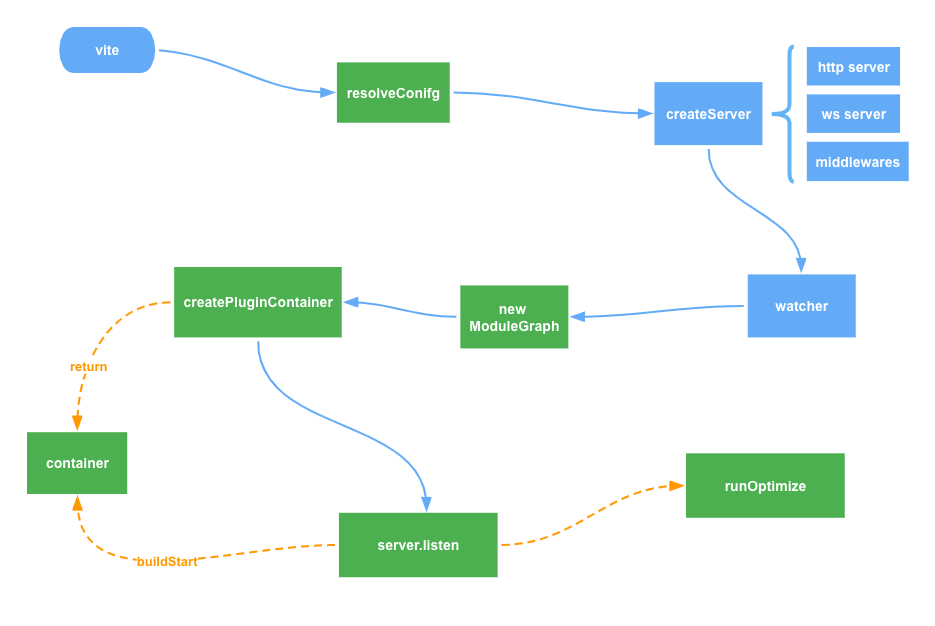 vite
resolveConifg
createServer
http server
ws server
middlewares
watcher
new
ModuleGraph
createPluginContainer
return
container
buildStart
server.listen
runOptimize